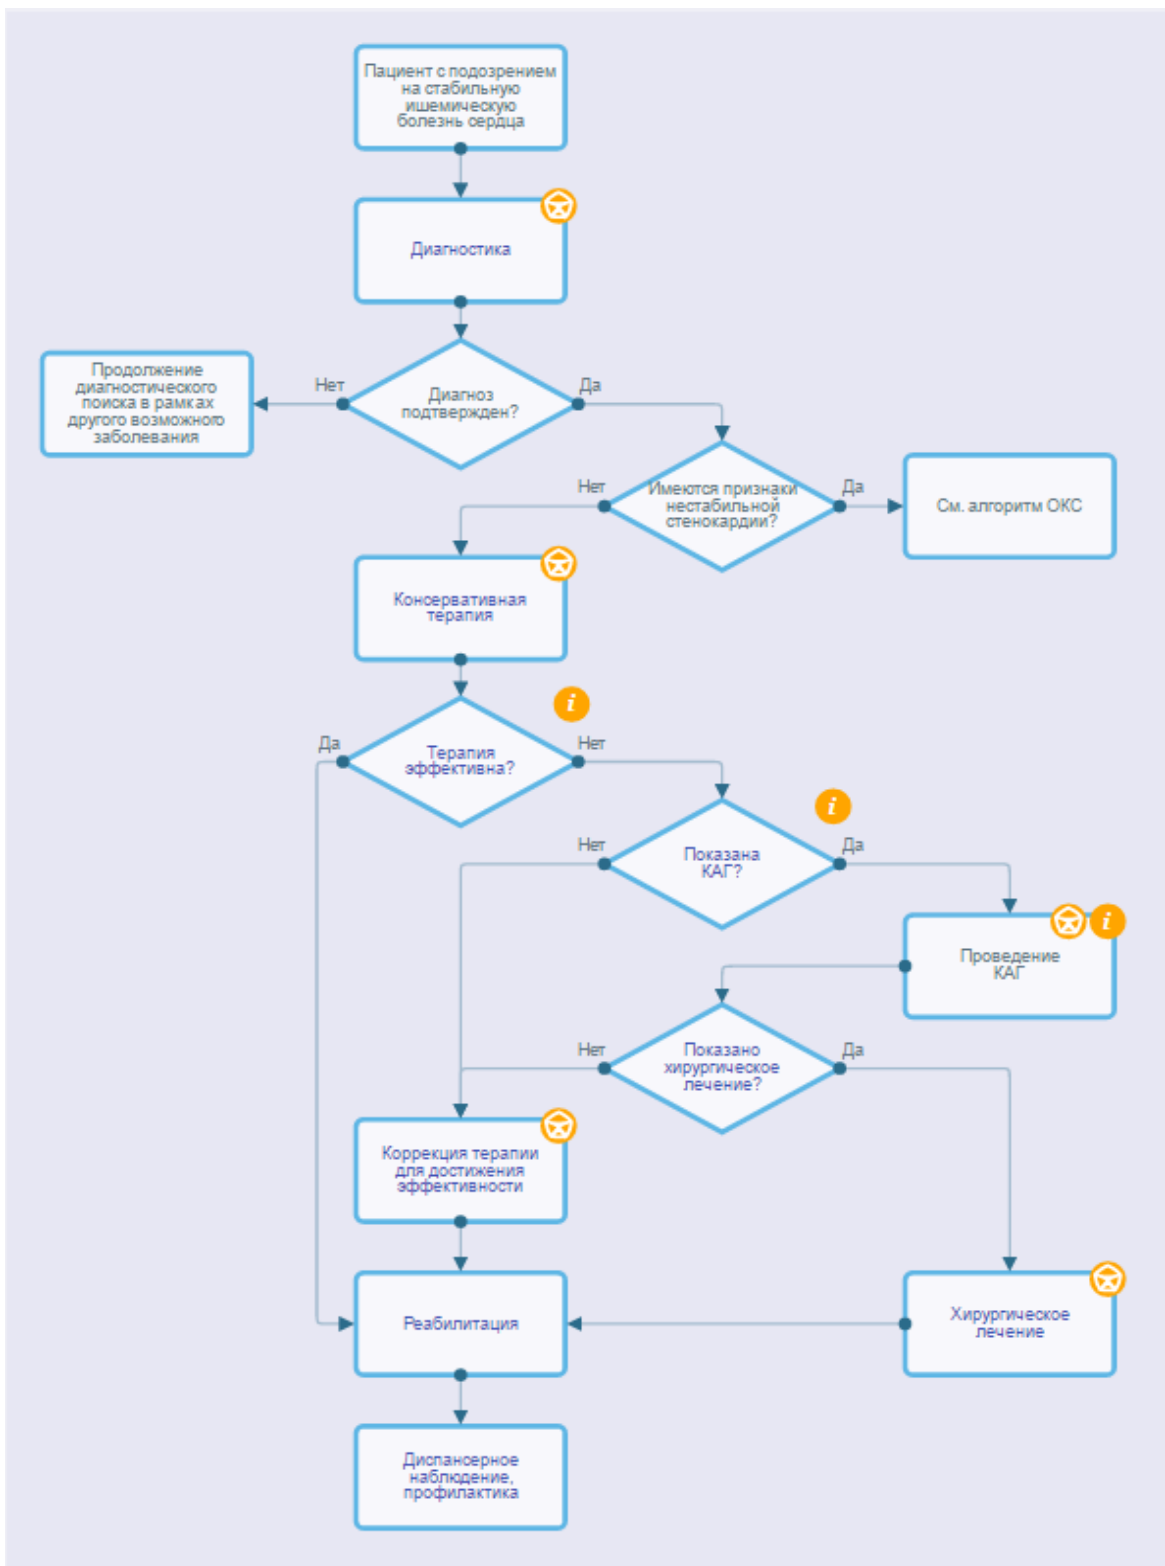 Пациент с подозрением
на стабильную
ишемическую
болезнь сердца
Диагностика
Диагноз
подтвержден?
Нет
Да
Продолжение
диагностического
поиска в рамках
другого возможного
заболевания
Имеются признаки
нестабильной
стенокардии?
Нет
Да
См. алгоритм ОКС
Консервативная
терапия
i
Терапия
эффективна?
Да
Нет
i
Показана
КАГ?
Нет
Да
i
Проведение
КАГ
Показано
хирургическое
лечение?
Нет
Да
Коррекция терапии
для достижения
эффективности
Реабилитация
Хирургическое
лечение
Диспансерное
наблюдение,
профилактика